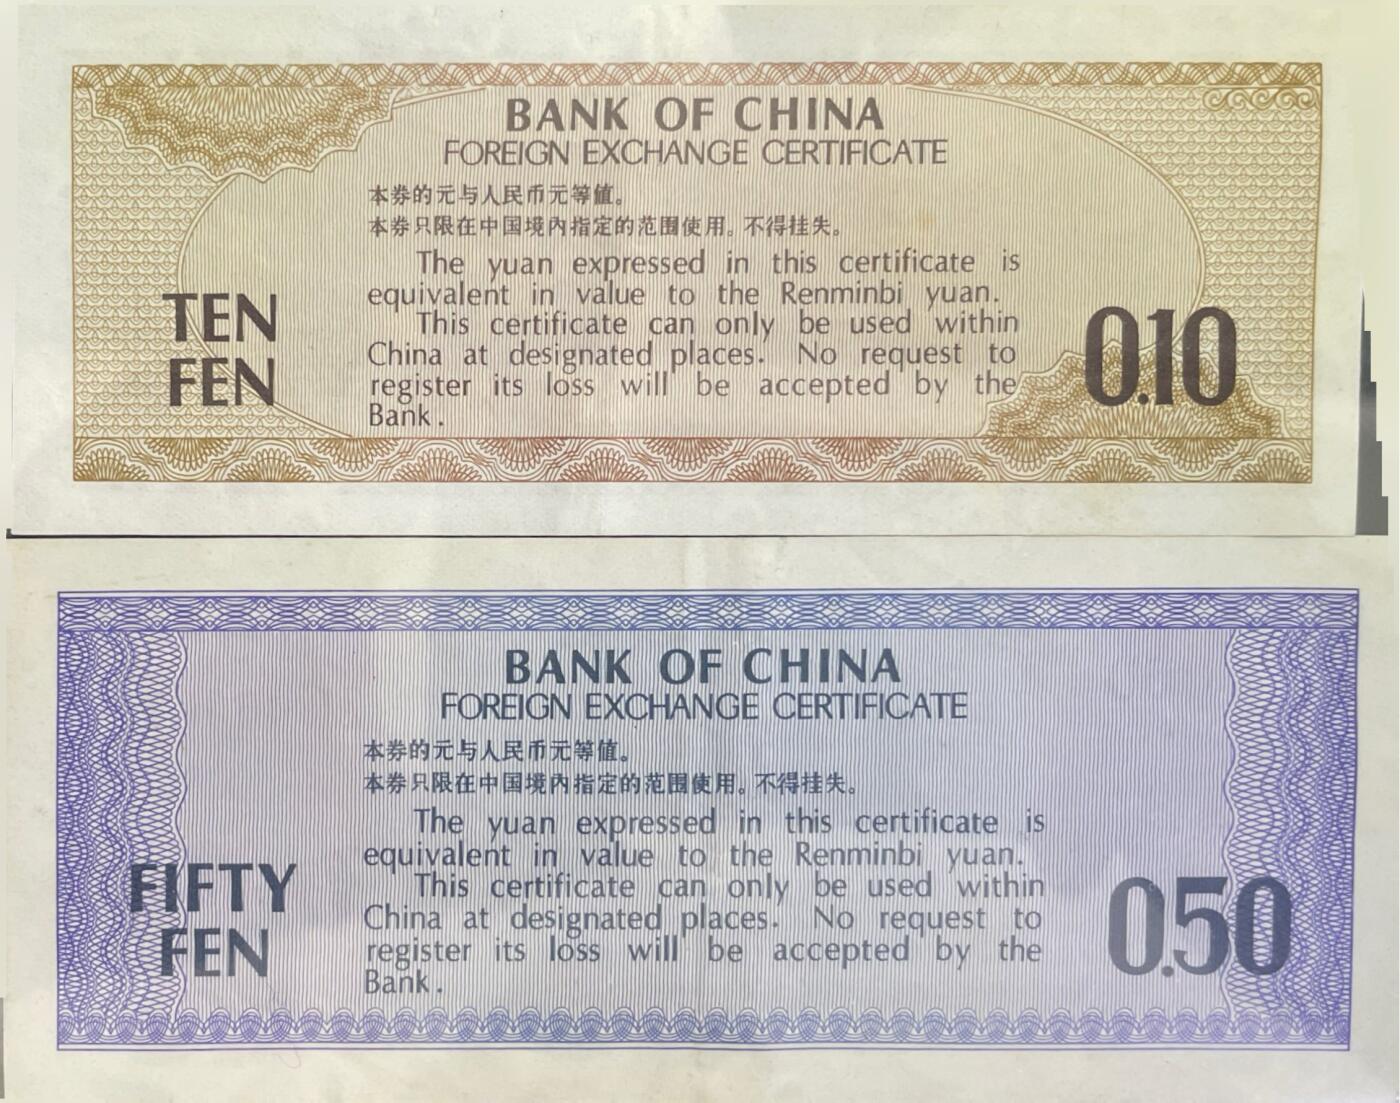 BANK OF CHINA
FOREIGN EXCHANGE CERTIFICATE
本券的元与人民币元等值。
本券只限在中国境内指定的范围使用。不得挂失。
The yuan expressed in this certificate is
equivalent in value to the Renminbi yuan.
This certificate can only be used within
China at designated places. No request to
register its loss will be accepted by the
Bank.
TEN
FEN
0.10
BANK OF CHINA
FOREIGN EXCHANGE CERTIFICATE
本券的元与人民币元等值。
本券只限在中国境内指定的范围使用。不得挂失。
The yuan expressed in this certificate is
equivalent in value to the Renminbi yuan.
This certificate can only be used within
China at designated places. No request to
register its loss will be accepted by the
Bank.
FIFTY
FEN
0.50